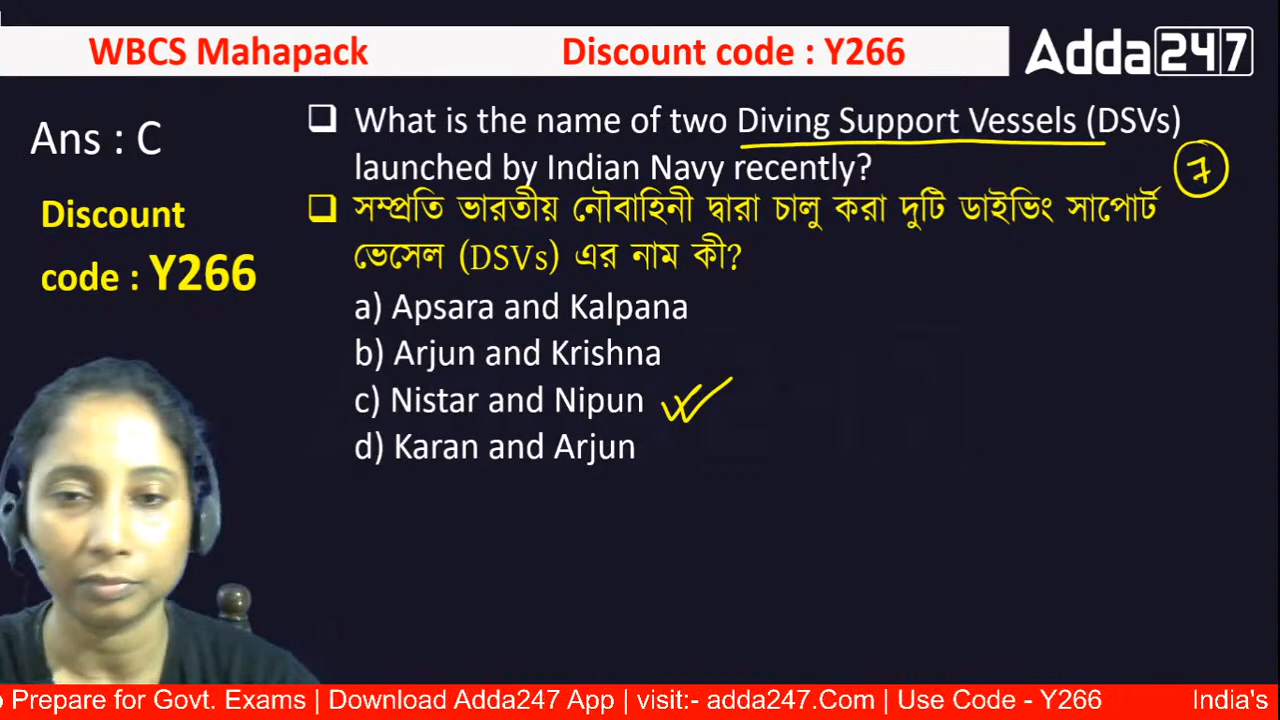 WBCS Mahapack Discount code : Y266 Adda247
Ans : C
Discount
code : Y266
What is the name of two Diving Support Vessels (DSVs)
launched by Indian Navy recently?
7
সম্প্রতি ভারতীয় নৌবাহিনী দ্বারা চালু করা দুটি ডাইভিং সাপোর্ট
ভেসেল (DSVs) এর নাম কী?
a) Apsara and Kalpana
b) Arjun and Krishna
c) Nistar and Nipun
d) Karan and Arjun
Prepare for Govt. Exams | Download Adda247 App | visit:- adda247.Com | Use Code - Y266 India's